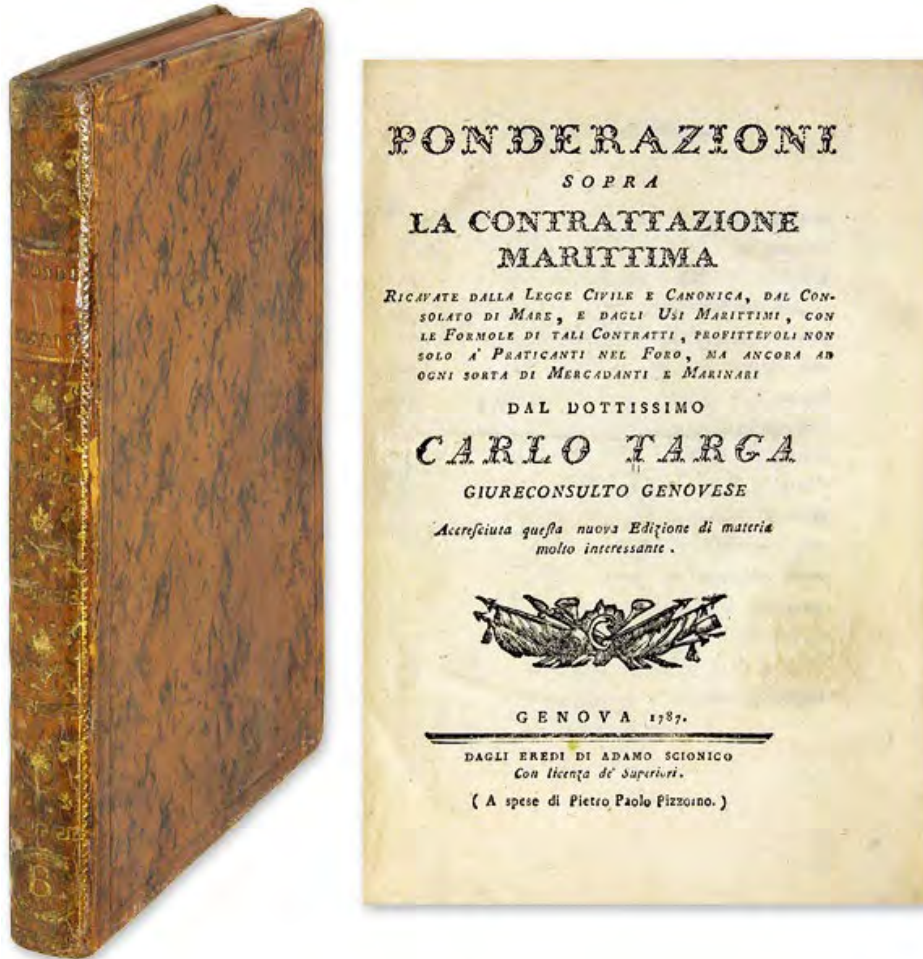 PONDERAZIONI
SOPRA
LA CONTRATTAZIONE
MARITTIMA
RICAVATE DALLA LEGGE CIVILE E CANONICA, DAL CON-
SOLATO DI MARE, E DAGLI USI MARITTIMI, CON
LE FORMOLE DI TALI CONTRATTI, PROFITTEVOLI NON
SOLO A' PRATICANTI NEL FORO, MA ANCORA AD
OGNI SORTA DI MERCADANTI E MARINARI
DAL DOTTISSIMO
CARLO TARGA
GIURECONSULTO GENOVESE
Accreſciuta queſta nuova Edizione di materia
molto interessante.
GENOVA 1787.
DAGLI EREDI DI ADAMO SCIONICO
Con licenza de' Superiori.
( A spese di Pietro Paolo Pizzorno. )